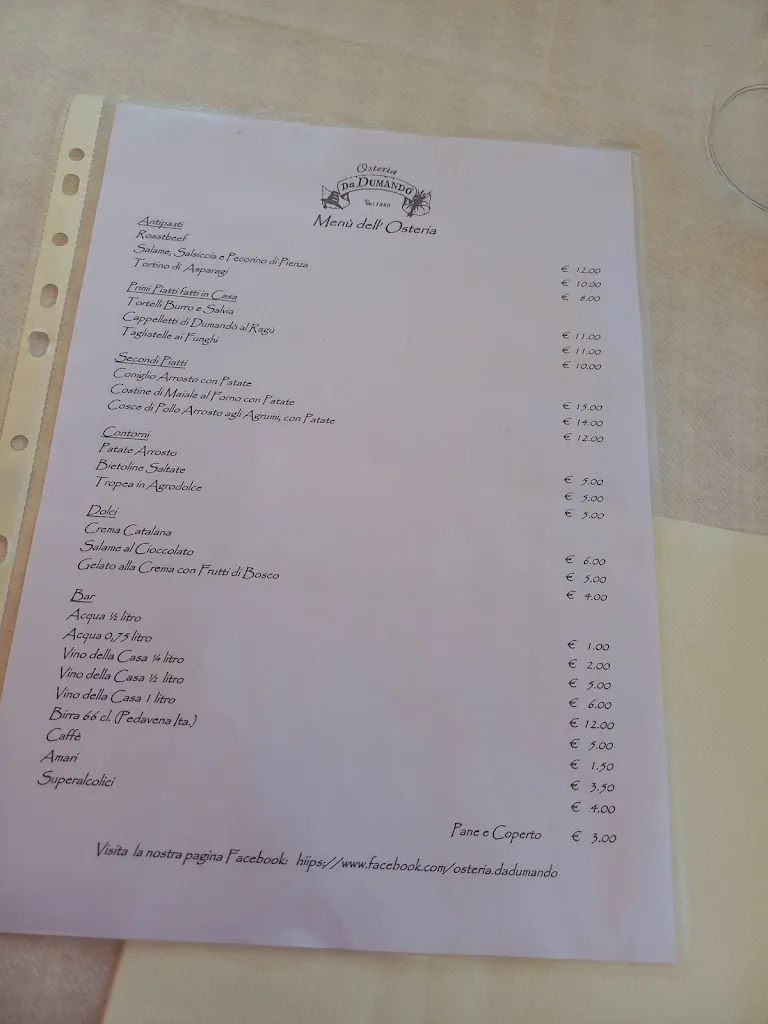 Osteria
Da DUMANDÓ
Dal 1980
Menù dell' Osteria
Antipasti
Roastbeef € 12.00
Salame, Salsiccia e Pecorino di Pienza € 10.00
Tortino di Asparagi € 8.00
Primi Piatti fatti in Casa
Tortelli Burro e Salvia € 11.00
Cappelletti di Dumandò al Ragù € 11.00
Tagliatelle ai Funghi € 10.00
Secondi Piatti
Coniglio Arrosto con Patate € 15.00
Costine di Maiale al Forno con Patate € 14.00
Cosce di Pollo Arrosto agli Agrumi, con Patate € 12.00
Contorni
Patate Arrosto € 5.00
Bietoline Saltate € 5.00
Tropea in Agrodolce € 5.00
Dolci
Crema Catalana € 6.00
Salame al Cioccolato € 5.00
Gelato alla Crema con Frutti di Bosco € 4.00
Bar
Acqua ½ litro € 1.00
Acqua 0,75 litro € 2.00
Vino della Casa ¼ litro € 5.00
Vino della Casa ½ litro € 6.00
Vino della Casa 1 litro € 12.00
Birra 66 cl. (Pedavena Ita.) € 5.00
Caffè € 1.50
Amari € 3.50
Superalcolici € 4.00
Pane e Coperto € 3.00
Visita la nostra pagina Facebook: hiips://www.facebook.com/osteria.dadumando